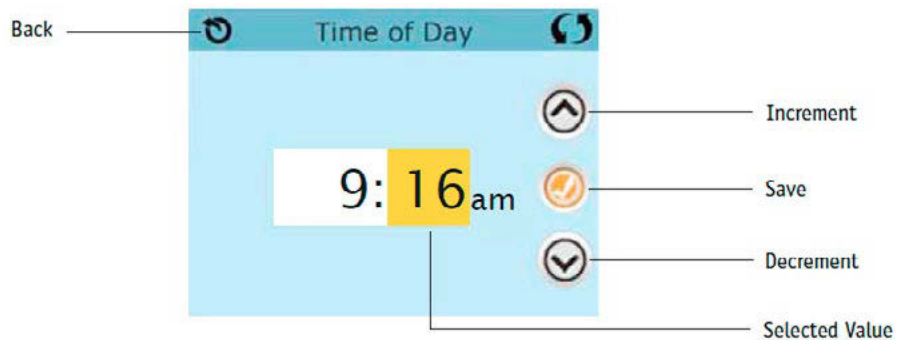 Back
Time of Day
Increment
9:16am
Save
Decrement
Selected Value